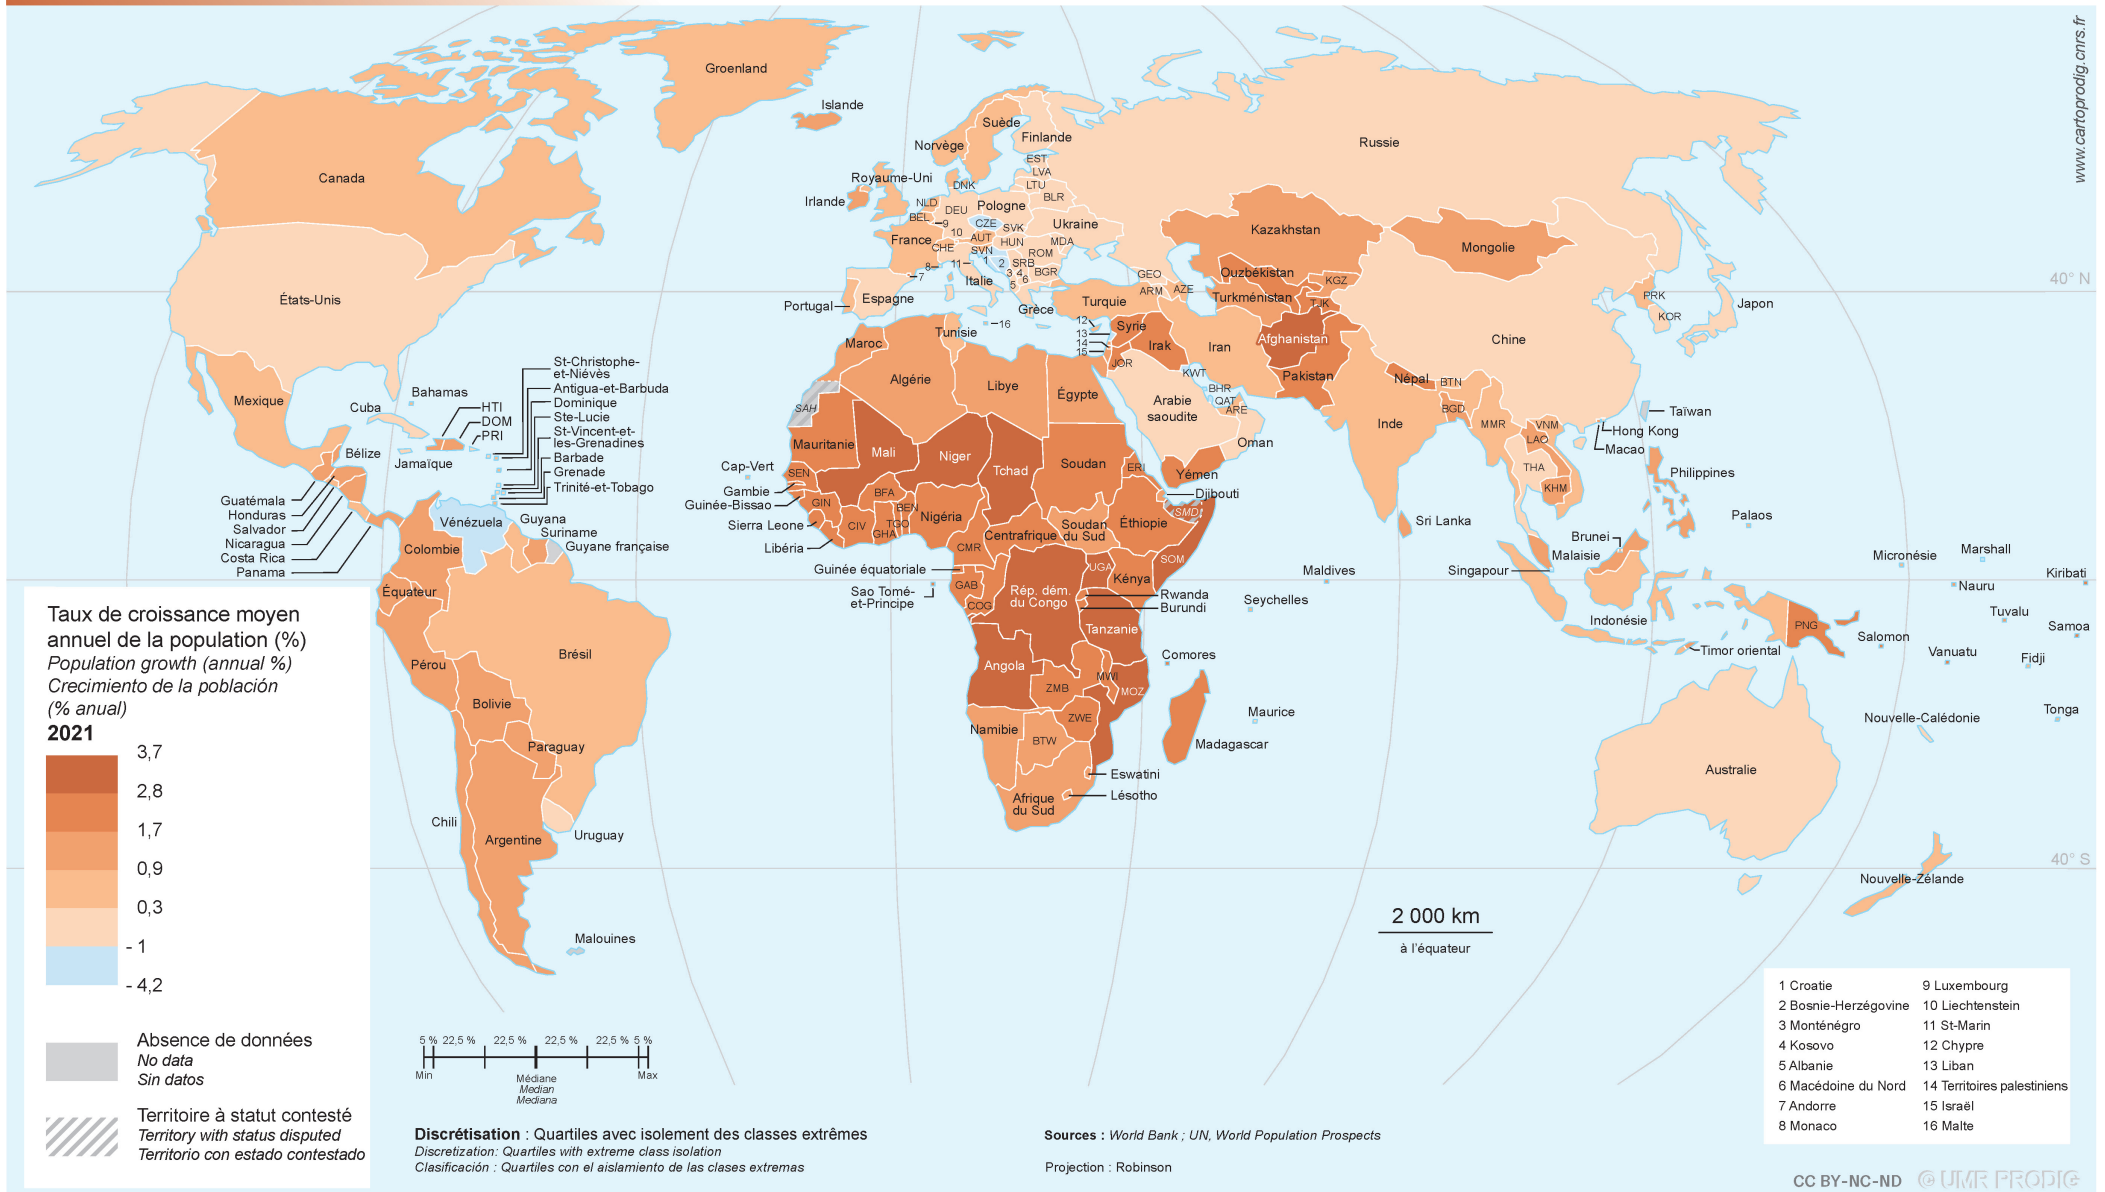 www.cartoprodig.cnrs.fr
Groenland
Islande
Canada
États-Unis
Mexique
Bahamas
Cuba
HTI
DOM
PRI
Jamaïque
Bélize
St-Christophe-
et-Niévès
Antigua-et-Barbuda
Dominique
Ste-Lucie
St-Vincent-et-
les-Grenadines
Barbade
Grenade
Trinité-et-Tobago
Guatémala
Honduras
Salvador
Nicaragua
Costa Rica
Panama
Vénézuela
Guyana
Suriname
Guyane française
Colombie
Équateur
Pérou
Brésil
Bolivie
Paraguay
Chili
Argentine
Uruguay
Malouines
Suède
Norvège
Finlande
Russie
EST
LVA
LTU
BLR
Royaume-Uni
Irlande
DNK
NLD
BEL
9
DEU
Pologne
CZE
SVK
Ukraine
10
AUT
HUN
MDA
France
CHE
SVN
1
2
SRB
ROM
8
11
3
4
6
5
BGR
7
Italie
Espagne
Portugal
Grèce
16
Turquie
GEO
ARM
AZE
Kazakhstan
Mongolie
Ouzbékistan
KGZ
Turkménistan
TJK
PRK
KOR
Japon
Chine
12
13
14
15
Syrie
Irak
Iran
JOR
KWT
BHR
QAT
ARE
Afghanistan
Pakistan
Népal
BTN
BGD
Inde
MMR
VNM
LAO
THA
KHM
Taïwan
Hong Kong
Macao
Philippines
Arabie
saoudite
Oman
Yémen
Djibouti
Tunisie
Maroc
Algérie
Libye
Égypte
SAH
Mauritanie
Mali
Niger
Tchad
Soudan
ERI
Cap-Vert
SEN
Gambie
Guinée-Bissao
GIN
Sierra Leone
Libéria
CIV
BFA
GHA
TGO
BEN
Nigéria
CMR
Centrafrique
Soudan
du Sud
Éthiopie
SMD
SOM
Guinée équatoriale
Sao Tomé-
et-Principe
GAB
COG
Rép. dém.
du Congo
UGA
Kénya
Rwanda
Burundi
Tanzanie
Angola
ZMB
MWI
MOZ
Comores
Namibie
BTW
ZWE
Madagascar
Maurice
Eswatini
Lésotho
Afrique
du Sud
Maldives
Seychelles
Sri Lanka
Brunei
Malaisie
Singapour
Indonésie
Timor oriental
PNG
Palaos
Micronésie
Marshall
Nauru
Kiribati
Tuvalu
Salomon
Samoa
Vanuatu
Fidji
Nouvelle-Calédonie
Tonga
Australie
Nouvelle-Zélande
40° N
40° S
Taux de croissance moyen
annuel de la population (%)
Population growth (annual %)
Crecimiento de la población
(% anual)
2021
3,7
2,8
1,7
0,9
0,3
- 1
- 4,2
Absence de données
No data
Sin datos
Territoire à statut contesté
Territory with status disputed
Territorio con estado contestado
5 % 22,5 % 22,5 % 22,5 % 22,5 % 5 %
Min
Médiane
Median
Mediana
Max
Discrétisation : Quartiles avec isolement des classes extrêmes
Discretization: Quartiles with extreme class isolation
Clasificación : Quartiles con el aislamiento de las clases extremas
Sources : World Bank ; UN, World Population Prospects
Projection : Robinson
2 000 km
à l'équateur
1 Croatie
2 Bosnie-Herzégovine
3 Monténégro
4 Kosovo
5 Albanie
6 Macédoine du Nord
7 Andorre
8 Monaco
9 Luxembourg
10 Liechtenstein
11 St-Marin
12 Chypre
13 Liban
14 Territoires palestiniens
15 Israël
16 Malte
CC BY-NC-ND © UMR PRODIG